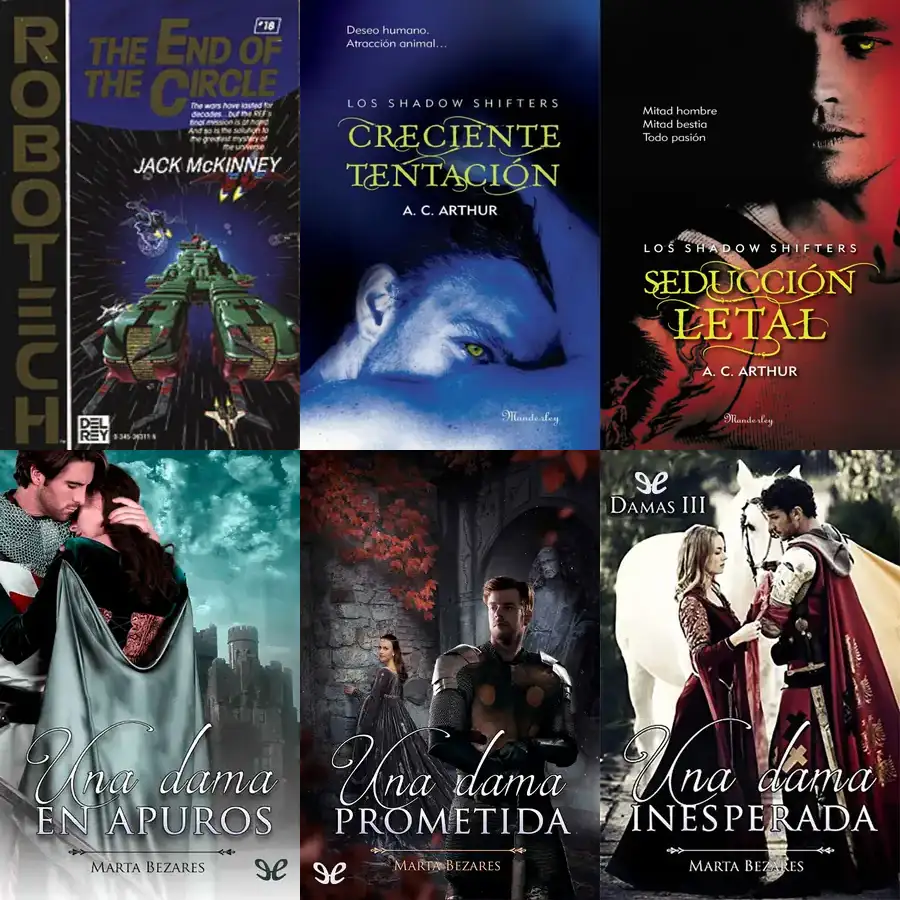 ROBOTECH
#18
THE END OF
THE CIRCLE
The wars have lasted for
decades...but the REF's
final mission is at hand.
And so is the solution to
the greatest mystery of
the universe
JACK McKINNEY
DEL
REY
Deseo humano.
Atracción animal...
LOS SHADOW SHIFTERS
CRECIENTE
TENTACIÓN
A. C. ARTHUR
Manderley
Mitad hombre
Mitad bestia
Todo pasión
LOS SHADOW SHIFTERS
SEDUCCIÓN
LETAL
A. C. ARTHUR
Manderley
Una dama
EN APUROS
MARTA BEZARES
Una dama
PROMETIDA
MARTA BEZARES
DAMAS III
Una dama
INESPERADA
MARTA BEZARES